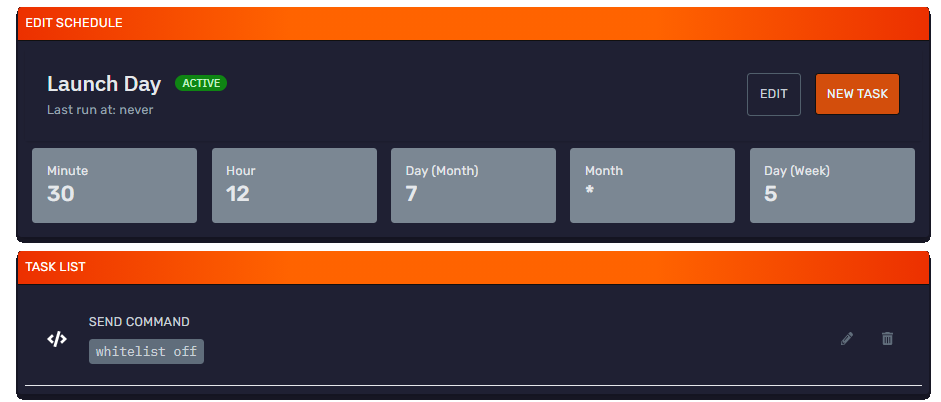 EDIT SCHEDULE
Launch Day ACTIVE
Last run at: never
EDIT NEW TASK
Minute Hour Day (Month) Month Day (Week)
30 12 7 * 5
TASK LIST
SEND COMMAND
whitelist off